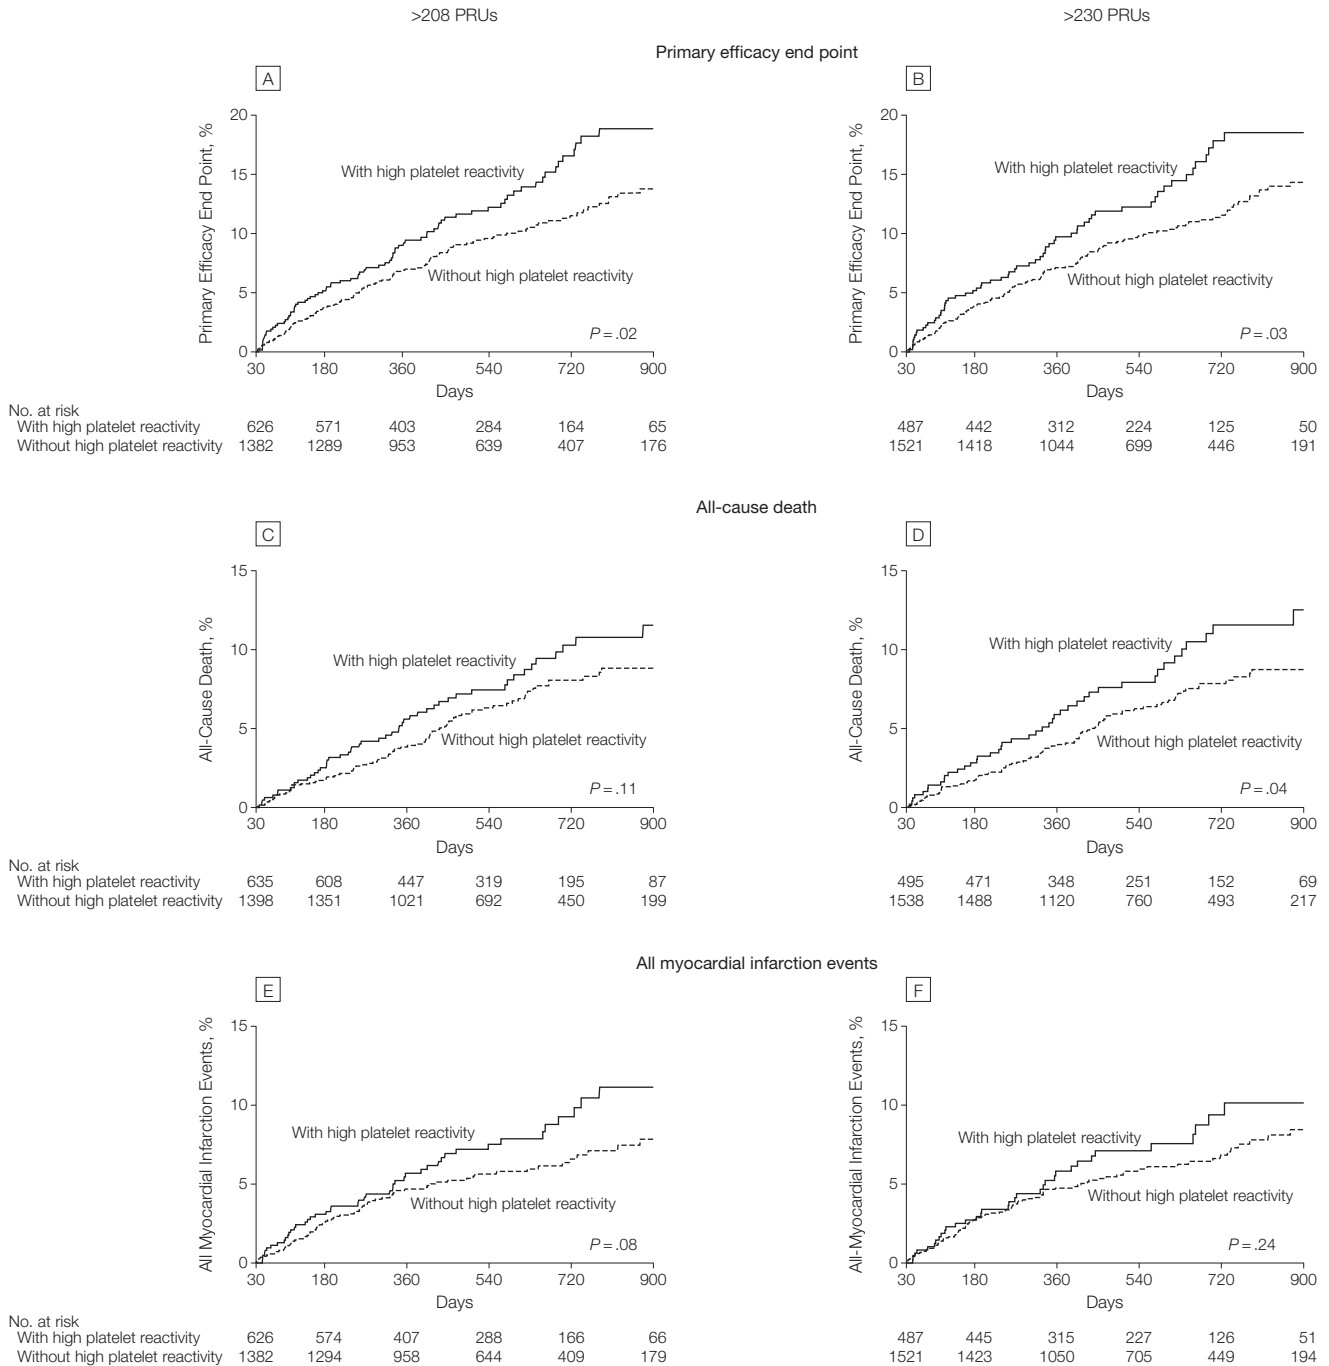 >208 PRUs >230 PRUs
Primary efficacy end point
A B
Primary Efficacy End Point, %
20
15
10
5
0
With high platelet reactivity
Without high platelet reactivity
P = .02
30 180 360 540 720 900
Days
Primary Efficacy End Point, %
20
15
10
5
0
With high platelet reactivity
Without high platelet reactivity
P = .03
30 180 360 540 720 900
Days
No. at risk
With high platelet reactivity 626 571 403 284 164 65 487 442 312 224 125 50
Without high platelet reactivity 1382 1289 953 639 407 176 1521 1418 1044 699 446 191
All-cause death
C D
All-Cause Death, %
15
10
5
0
With high platelet reactivity
Without high platelet reactivity
P = .11
30 180 360 540 720 900
Days
All-Cause Death, %
15
10
5
0
With high platelet reactivity
Without high platelet reactivity
P = .04
30 180 360 540 720 900
Days
No. at risk
With high platelet reactivity 635 608 447 319 195 87 495 471 348 251 152 69
Without high platelet reactivity 1398 1351 1021 692 450 199 1538 1488 1120 760 493 217
All myocardial infarction events
E F
All Myocardial Infarction Events, %
15
10
5
0
With high platelet reactivity
Without high platelet reactivity
P = .08
30 180 360 540 720 900
Days
All-Myocardial Infarction Events, %
15
10
5
0
With high platelet reactivity
Without high platelet reactivity
P = .24
30 180 360 540 720 900
Days
No. at risk
With high platelet reactivity 626 574 407 288 166 66 487 445 315 227 126 51
Without high platelet reactivity 1382 1294 958 644 409 179 1521 1423 1050 705 449 194